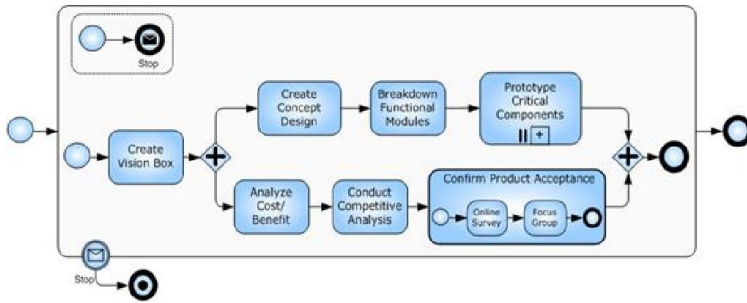 Stop
Create
Concept
Design
Breakdown
Functional
Modules
Prototype
Critical
Components
Create
Vision Box
Analyze
Cost/
Benefit
Conduct
Competitive
Analysis
Confirm Product Acceptance
Online
Survey
Focus
Group
Stop